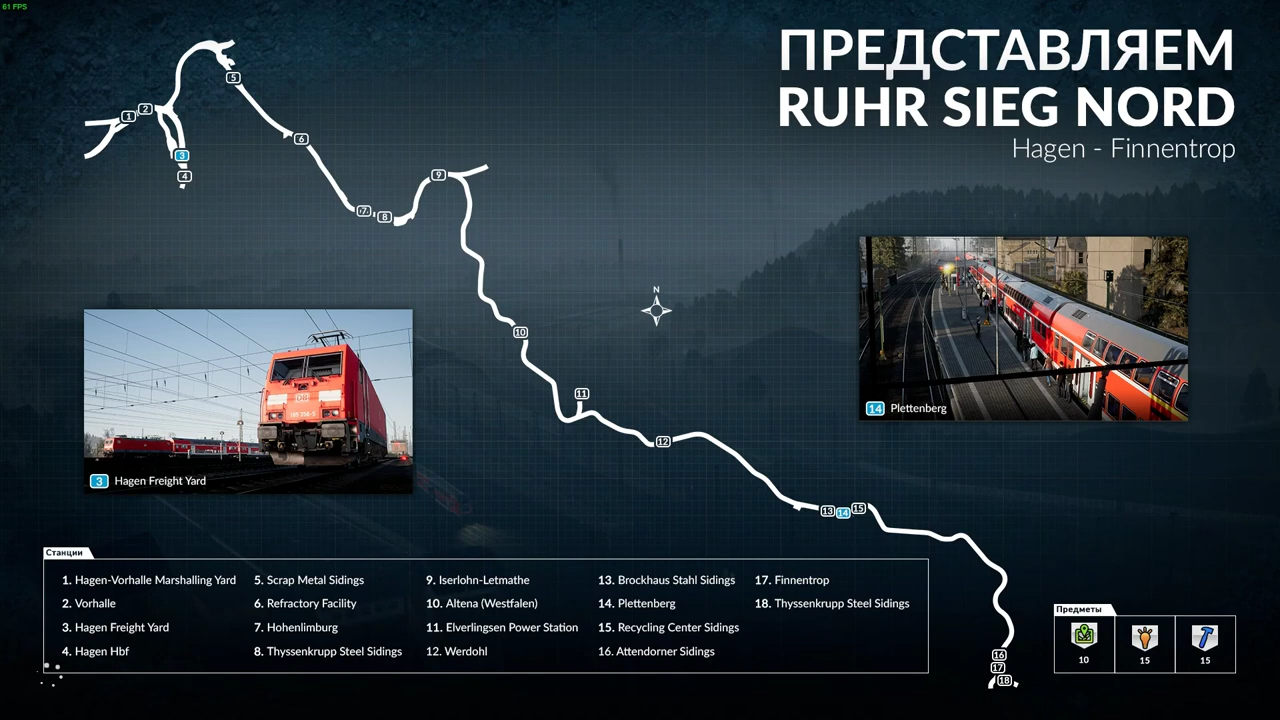 61 FPS
ПРЕДСТАВЛЯЕМ
RUHR SIEG NORD
Hagen - Finnentrop
1
2
3
4
5
6
7
8
9
N
10
11
12
13
14
15
16
17
18
DB
3 Hagen Freight Yard
14 Plettenberg
Станции
1. Hagen-Vorhalle Marshalling Yard
2. Vorhalle
3. Hagen Freight Yard
4. Hagen Hbf
5. Scrap Metal Sidings
6. Refractory Facility
7. Hohenlimburg
8. Thyssenkrupp Steel Sidings
9. Iserlohn-Letmathe
10. Altena (Westfalen)
11. Elverlingsen Power Station
12. Werdohl
13. Brockhaus Stahl Sidings
14. Plettenberg
15. Recycling Center Sidings
16. Attendorner Sidings
17. Finnentrop
18. Thyssenkrupp Steel Sidings
Предметы
10
15
15